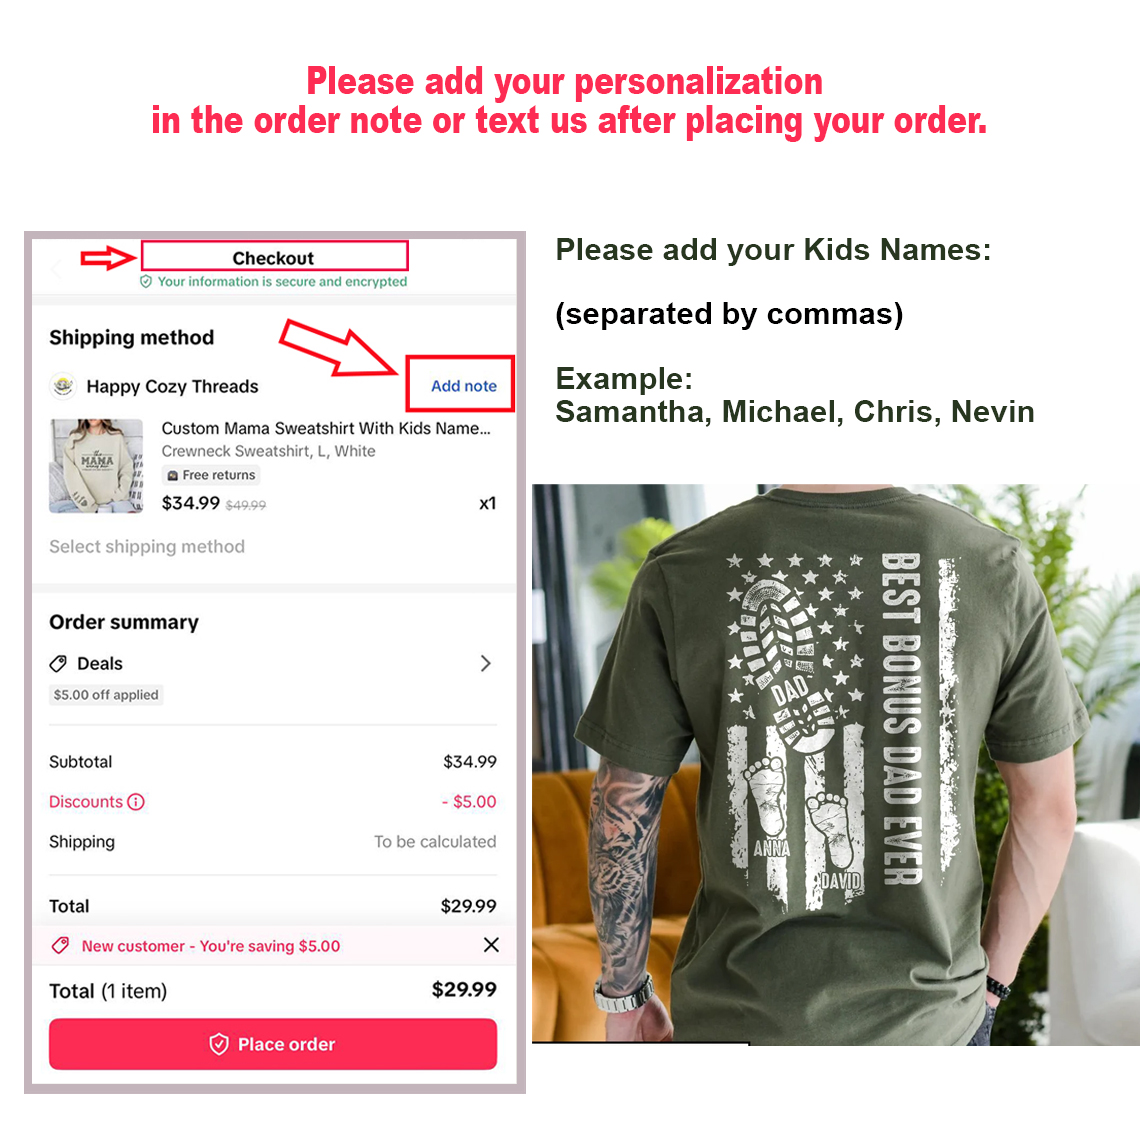 Please add your personalization
in the order note or text us after placing your order.
Checkout
Your information is secure and encrypted
Shipping method
Happy Cozy Threads
Add note
Custom Mama Sweatshirt With Kids Name...
Crewneck Sweatshirt, L, White
Free returns
$34.99 $49.99
x1
MAMA
Select shipping method
Order summary
Deals
$5.00 off applied
Subtotal
$34.99
Discounts
- $5.00
Shipping
To be calculated
Total
$29.99
New customer - You're saving $5.00
Total (1 item)
$29.99
Place order
Please add your Kids Names:
(separated by commas)
Example:
Samantha, Michael, Chris, Nevin
BEST BONUS DAD EVER
DAD
ANNA
DAVID